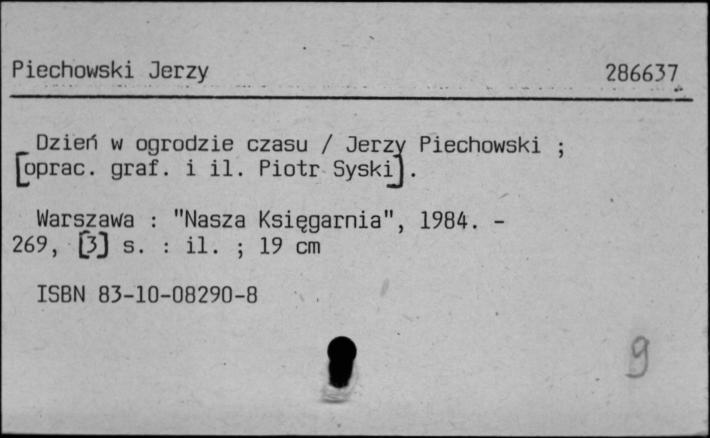 Piechowski Jerzy 286637
Dzień w ogrodzie czasu / Jerzy Piechowski ;
[oprac. graf. i il. Piotr Syski].
Warszawa : "Nasza Księgarnia", 1984. -
269, [3] s. : il. ; 19 cm
ISBN 83-10-08290-8
9